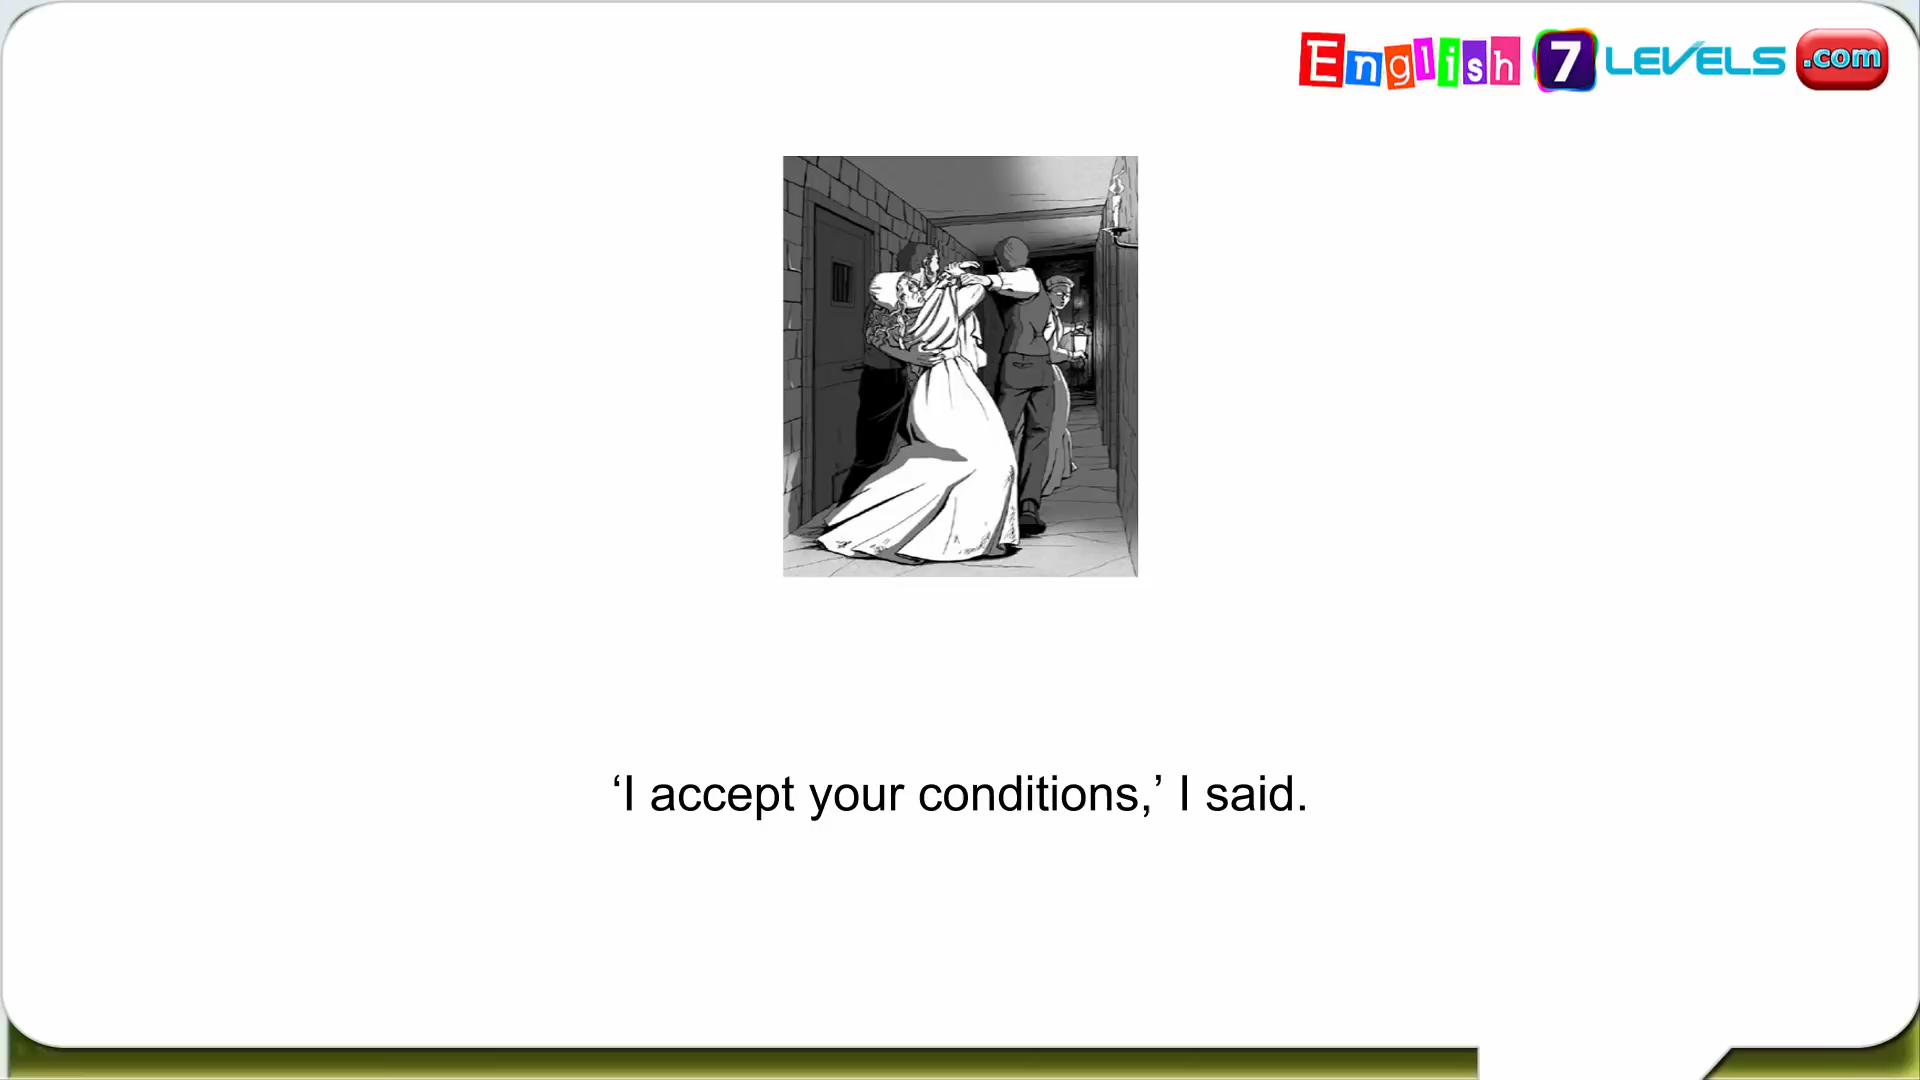 English 7 LEVELS .com
‘I accept your conditions,’ I said.